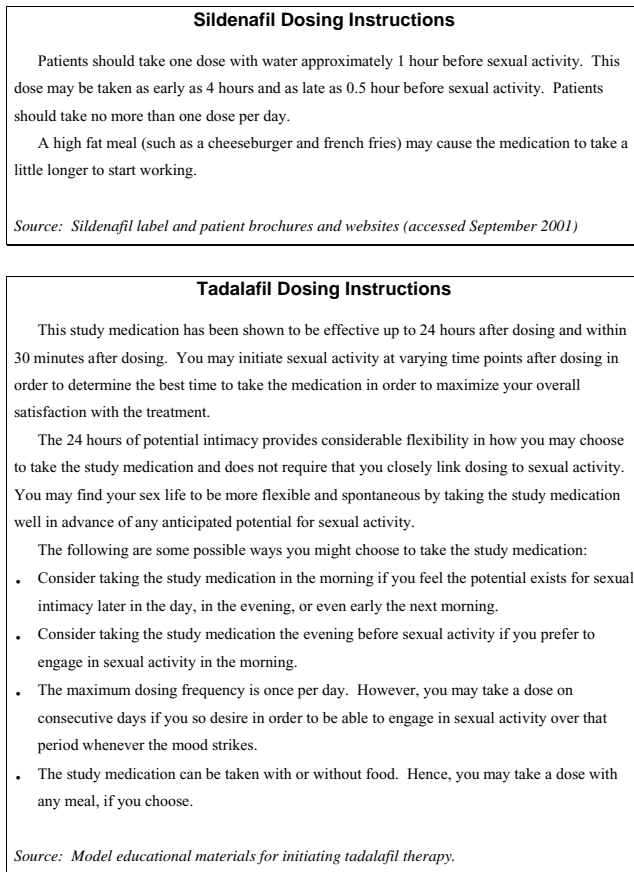 Sildenafil Dosing Instructions
Patients should take one dose with water approximately 1 hour before sexual activity. This
dose may be taken as early as 4 hours and as late as 0.5 hour before sexual activity. Patients
should take no more than one dose per day.
A high fat meal (such as a cheeseburger and french fries) may cause the medication to take a
little longer to start working.
Source: Sildenafil label and patient brochures and websites (accessed September 2001)
Tadalafil Dosing Instructions
This study medication has been shown to be effective up to 24 hours after dosing and within
30 minutes after dosing. You may initiate sexual activity at varying time points after dosing in
order to determine the best time to take the medication in order to maximize your overall
satisfaction with the treatment.
The 24 hours of potential intimacy provides considerable flexibility in how you may choose
to take the study medication and does not require that you closely link dosing to sexual activity.
You may find your sex life to be more flexible and spontaneous by taking the study medication
well in advance of any anticipated potential for sexual activity.
The following are some possible ways you might choose to take the study medication:
• Consider taking the study medication in the morning if you feel the potential exists for sexual
intimacy later in the day, in the evening, or even early the next morning.
• Consider taking the study medication the evening before sexual activity if you prefer to
engage in sexual activity in the morning.
• The maximum dosing frequency is once per day. However, you may take a dose on
consecutive days if you so desire in order to be able to engage in sexual activity over that
period whenever the mood strikes.
• The study medication can be taken with or without food. Hence, you may take a dose with
any meal, if you choose.
Source: Model educational materials for initiating tadalafil therapy.